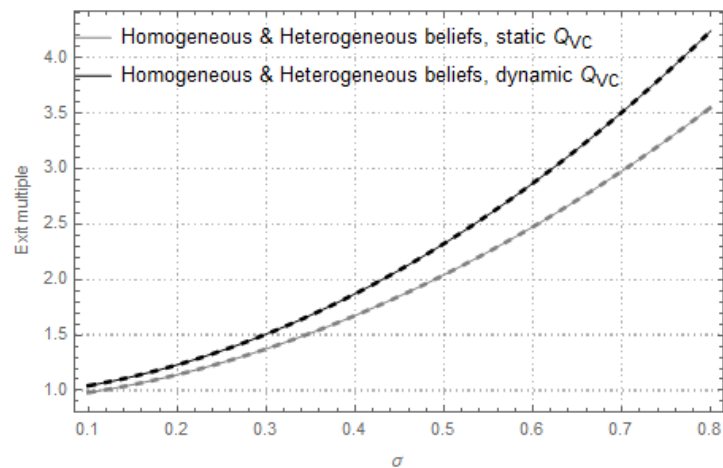 Homogeneous & Heterogeneous beliefs, static QVC
Homogeneous & Heterogeneous beliefs, dynamic QVC
4.0
3.5
3.0
2.5
2.0
1.5
1.0
Exit multiple
0.1 0.2 0.3 0.4 0.5 0.6 0.7 0.8
σ